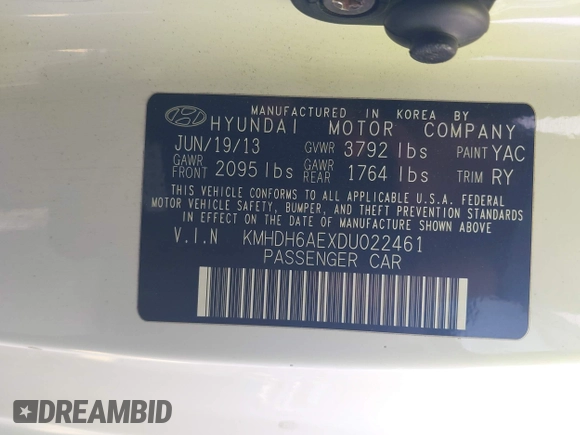 MANUFACTURED IN KOREA BY
HYUNDAI MOTOR COMPANY
JUN/19/13 GVWR 3792 lbs PAINT YAC
GAWR FRONT 2095 lbs GAWR REAR 1764 lbs TRIM RY
THIS VEHICLE CONFORMS TO ALL APPLICABLE U.S.A. FEDERAL
MOTOR VEHICLE SAFETY, BUMPER, AND THEFT PREVENTION STANDARDS
IN EFFECT ON THE DATE OF MANUFACTURE SHOWN ABOVE.
V.I.N KMHDH6AEXDU022461
PASSENGER CAR
DREAMBID